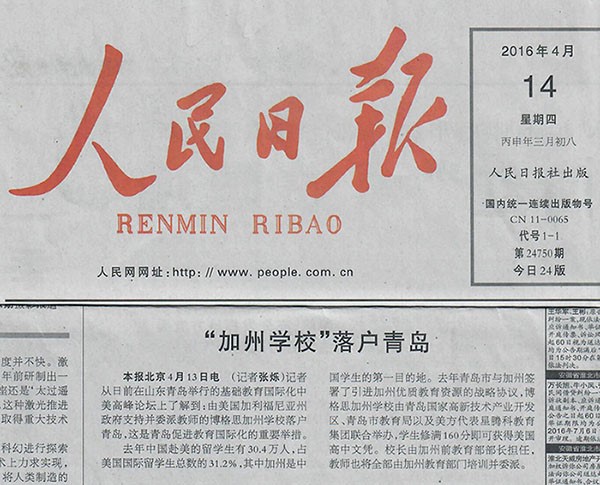 人民日报
RENMIN RIBAO
人民网网址:http://www.people.com.cn
2016年4月
14
星期四
丙申年三月初八
人民日报社出版
国内统一连续出版物号
CN 11-0065
代号1-1
第24750期
今日24版
“加州学校”落户青岛
本报北京4月13日电 (记者张烁)记者
从日前在山东青岛举行的基础教育国际化中
美高峰论坛上了解到:由美国加利福尼亚州
政府支持并委派教师的博格思加州学校落户
青岛,这是青岛促进教育国际化的重要举措。
去年中国赴美的留学生有30.4万人,占
美国国际留学生总数的31.2%,其中加州是中
国学生的第一目的地。去年青岛市与加州签
署了引进加州优质教育资源的战略协议,博
格思加州学校由青岛国家高新技术产业开发
区、青岛市教育局以及美方代表星腾科教育
集团联合举办,学生修满160分即可获得美国
高中文凭。校长由加州前教育部部长担任,
教师也将全部由加州教育部门培训并委派。
度并不快。激
年前研制出一
座还是“太过遥
这种激光推进
取得重大技术
科幻进行探索
术上力求实现,
将人类制造的